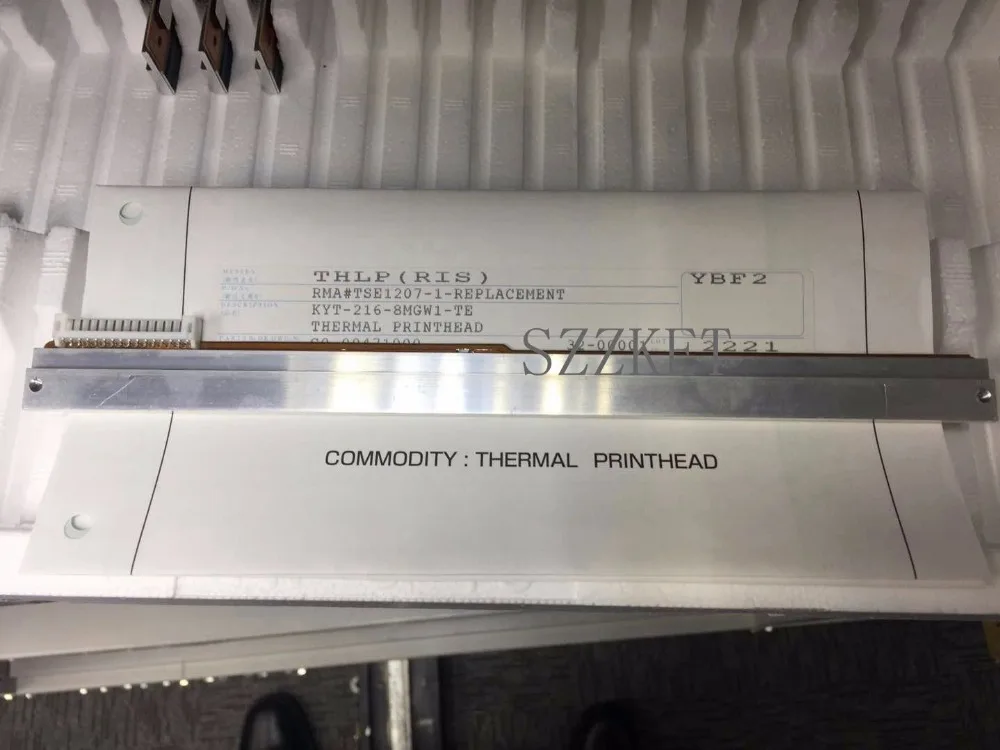 THLP(RIS)
YBF2
RMA#TSE1207-1-REPLACEMENT
KYT-216-8MGW1-TE
THERMAL PRINTHEAD
2221
SZZKET
COMMODITY : THERMAL PRINTHEAD